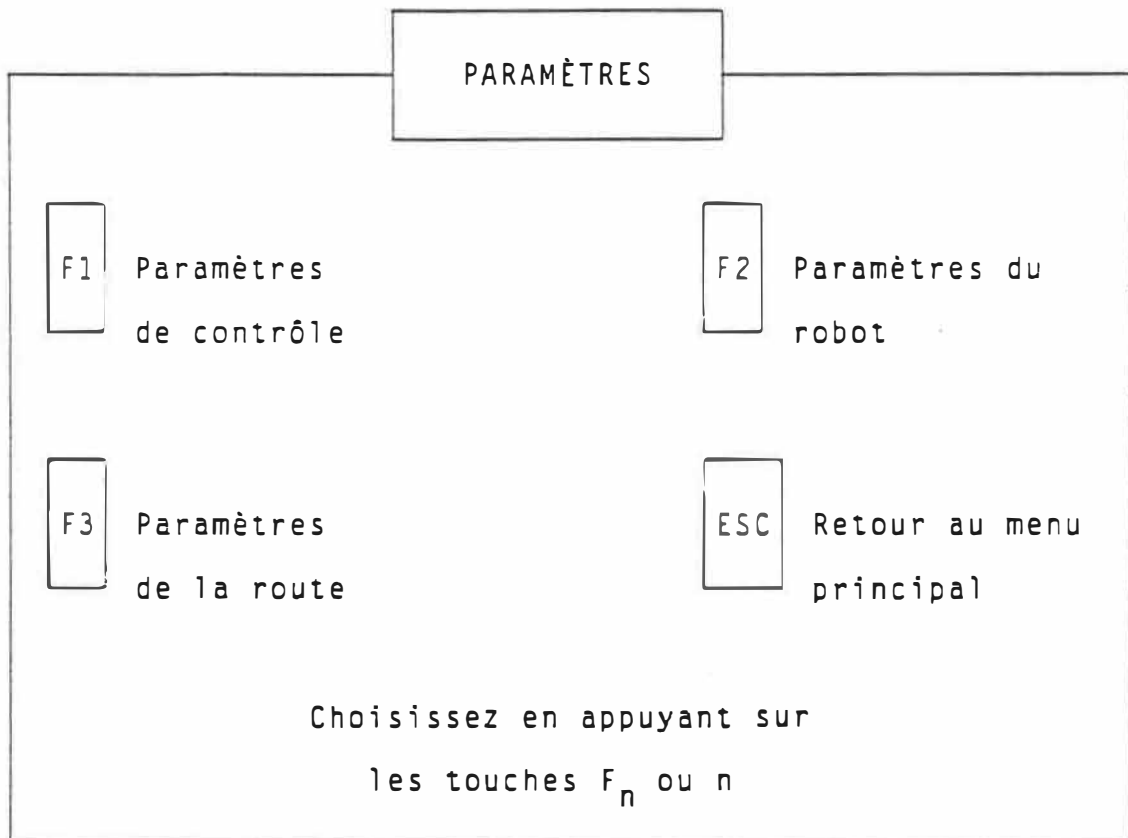 PARAMÈTRES
F1 Paramètres
de contrôle
F2 Paramètres du
robot
F3 Paramètres
de la route
ESC Retour au menu
principal
Choisissez en appuyant sur
les touches Fn ou n